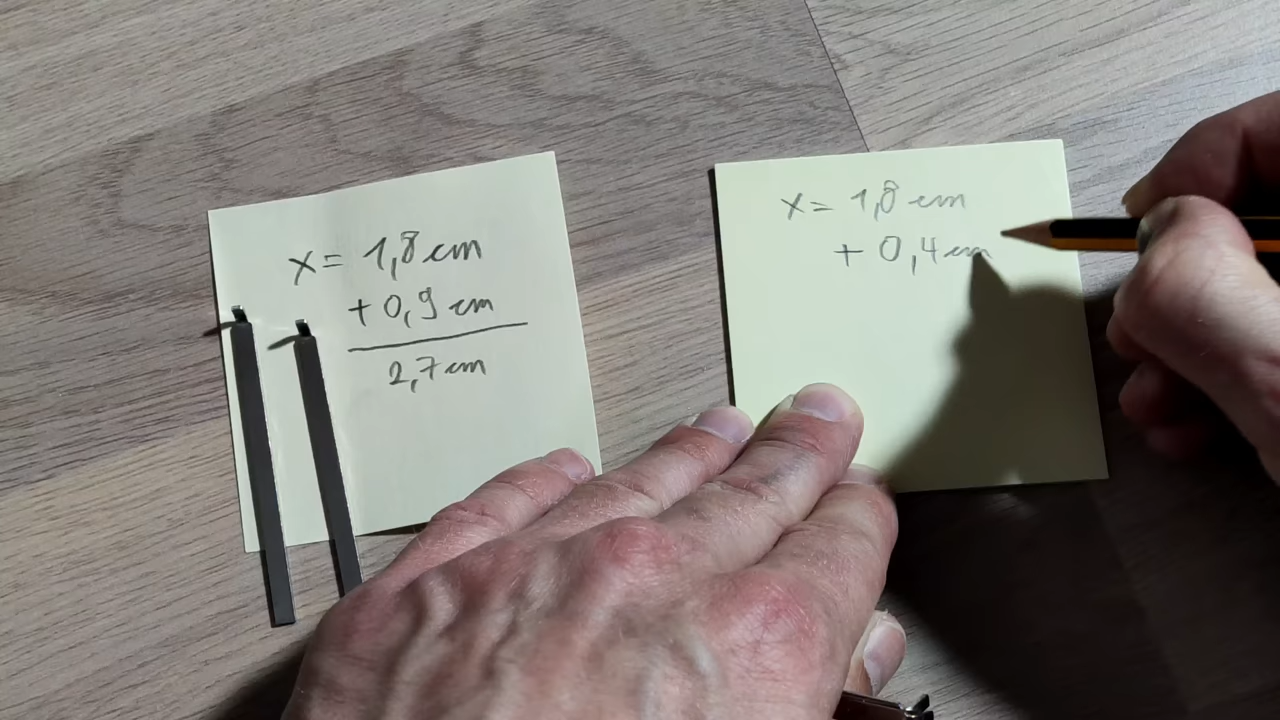 x = 1,8 cm
+ 0,9 cm
2,7 cm
x = 1,8 cm
+ 0,4 cm